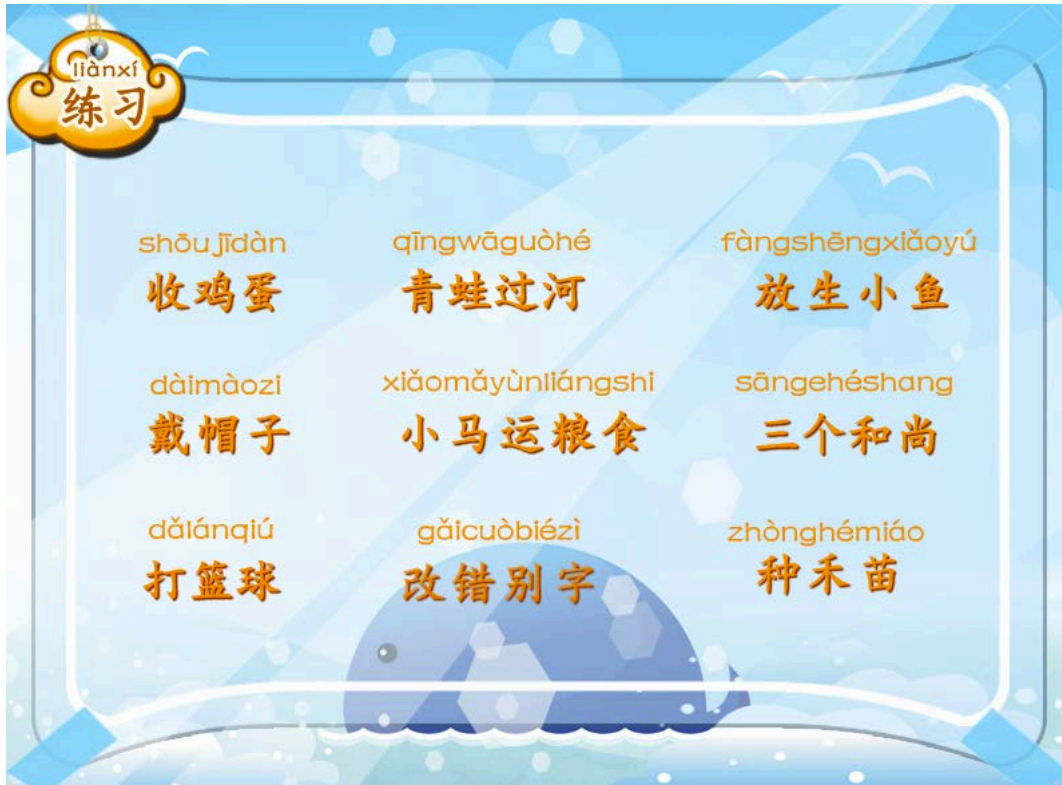 liànxí
练习
shōujīdàn
收鸡蛋
qīngwāguòhé
青蛙过河
fàngshēngxiǎoyú
放生小鱼
dàimàozi
戴帽子
xiǎomǎyùnliángshi
小马运粮食
sāngehéshang
三个和尚
dǎlánqiú
打篮球
gǎicuòbiézì
改错别字
zhònghémiáo
种禾苗